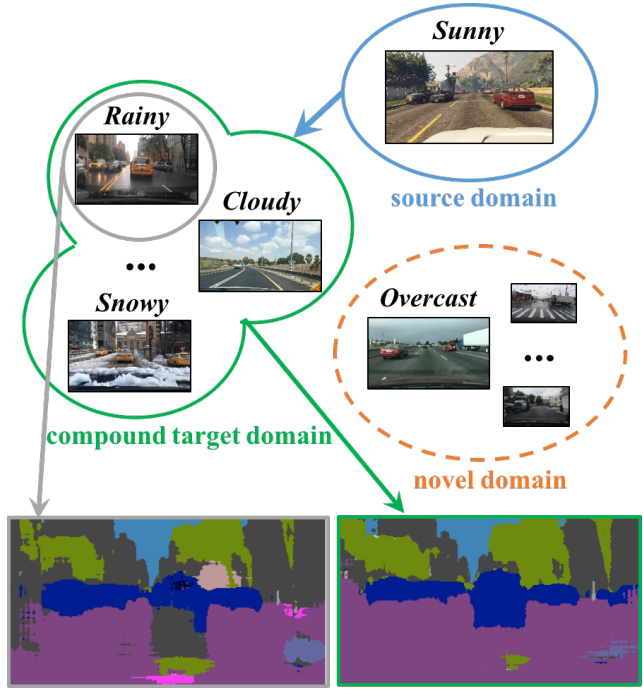 Sunny
Rainy
source domain
Cloudy
...
Snowy
Overcast
...
compound target domain
novel domain